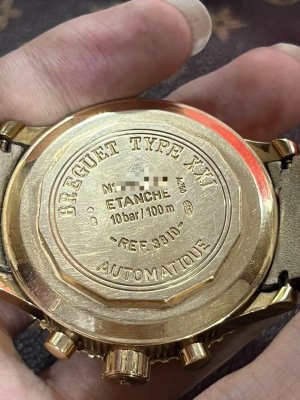 BREGUET TYPE XXI
ETANCHE
10 bar/100 m
-REF. 3810-
AUTOMATIQUE